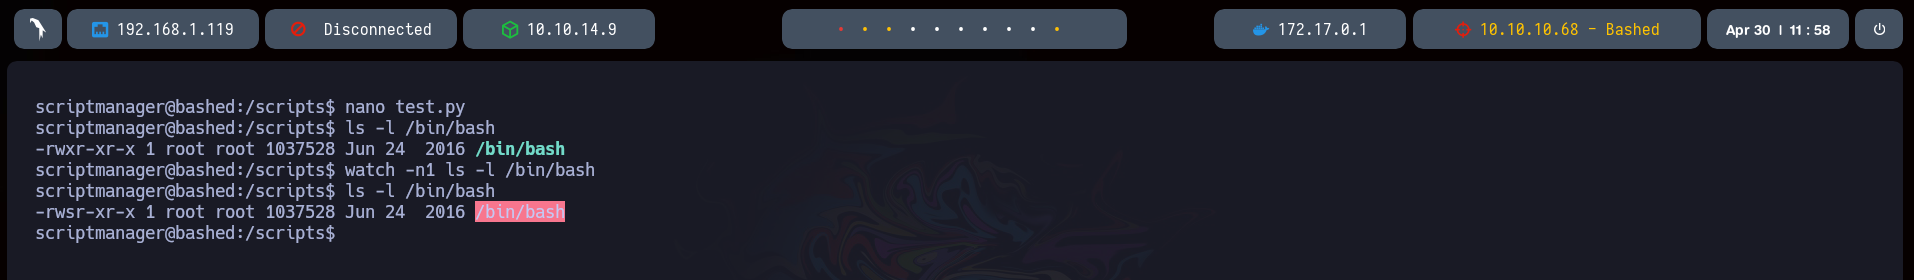 192.168.1.119 Disconnected 10.10.14.9 172.17.0.1 10.10.10.68 - Bashed Apr 30 | 11 : 58
scriptmanager@bashed:/scripts$ nano test.py
scriptmanager@bashed:/scripts$ ls -l /bin/bash
-rwxr-xr-x 1 root root 1037528 Jun 24  2016 /bin/bash
scriptmanager@bashed:/scripts$ watch -n1 ls -l /bin/bash
scriptmanager@bashed:/scripts$ ls -l /bin/bash
-rwsr-xr-x 1 root root 1037528 Jun 24  2016 /bin/bash
scriptmanager@bashed:/scripts$